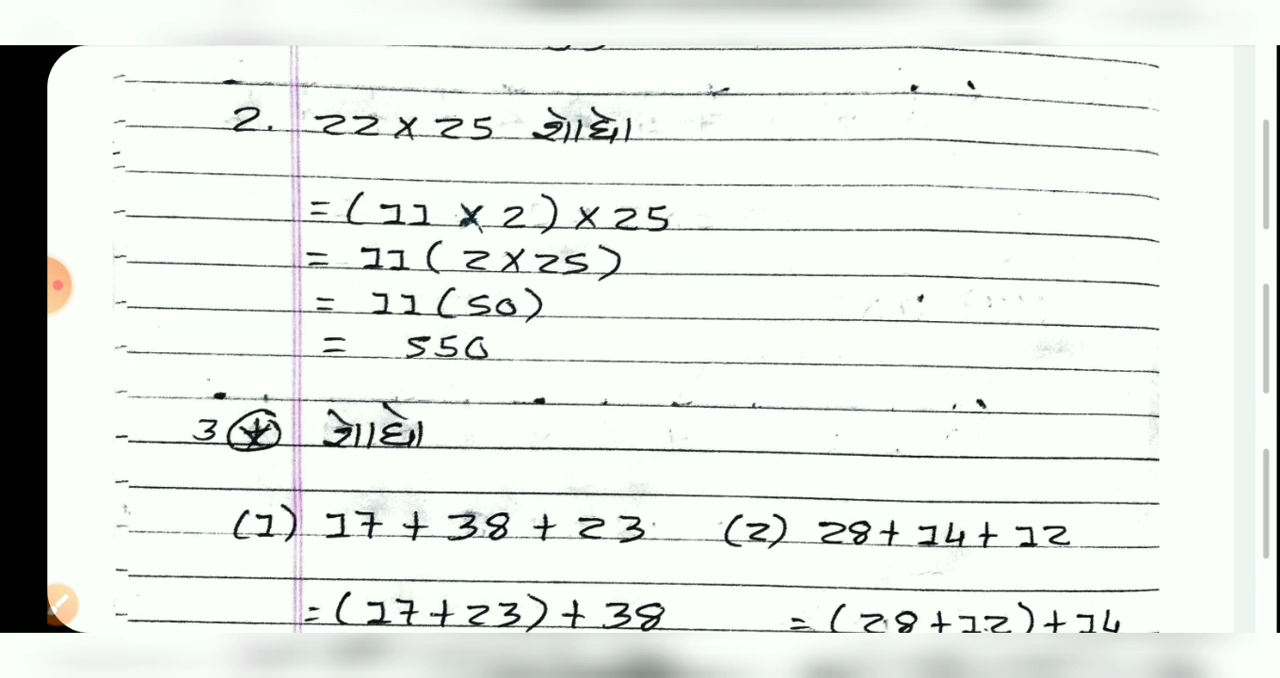 2. 22 x 25 શોધો
= (11 x 2) x 25
= 11 ( 2 x 25 )
= 11 ( 50 )
= 550
3 શોધો
(1) 17 + 38 + 23 (2) 28 + 14 + 12
= (17+23) + 38 = (28+12)+14